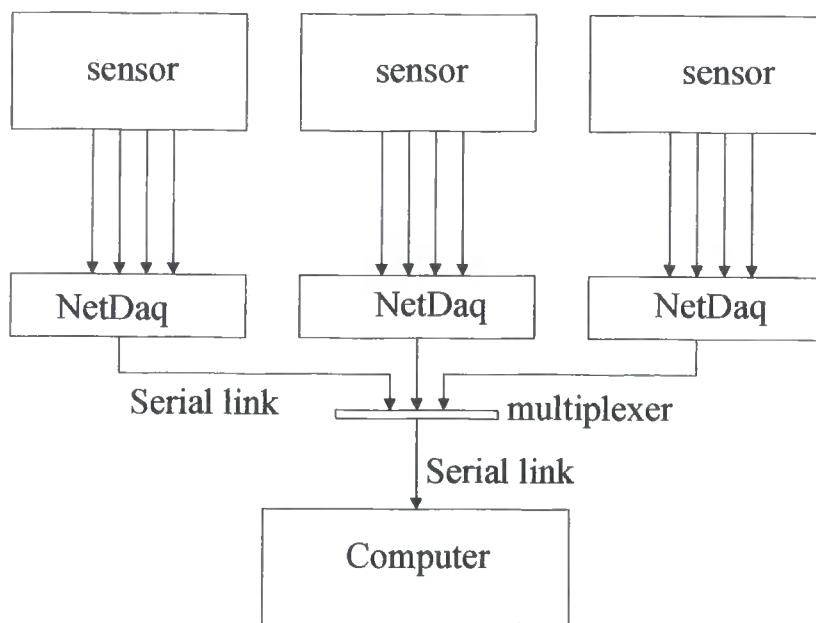 sensor
sensor
sensor
NetDaq
NetDaq
NetDaq
Serial link
multiplexer
Serial link
Computer